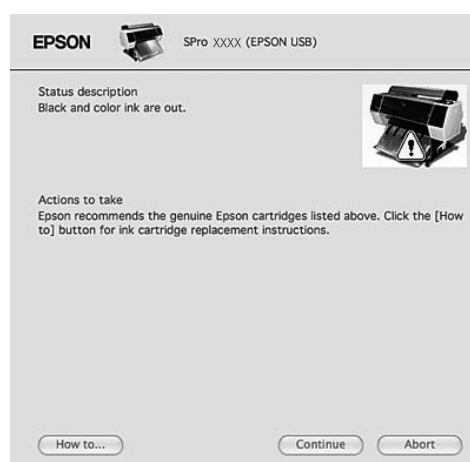 EPSON SPro XXXX (EPSON USB)
Status description
Black and color ink are out.
Actions to take
Epson recommends the genuine Epson cartridges listed above. Click the [How
to] button for ink cartridge replacement instructions.
How to... Continue Abort